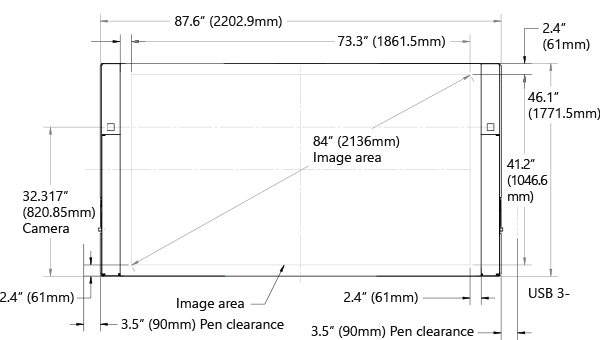 87.6” (2202.9mm)
73.3” (1861.5mm)
2.4”
(61mm)
46.1”
(1771.5mm)
84” (2136mm)
Image area
41.2”
(1046.6
mm)
32.317”
(820.85mm)
Camera
2.4” (61mm)
Image area
2.4” (61mm)
USB 3-
3.5” (90mm) Pen clearance
3.5” (90mm) Pen clearance